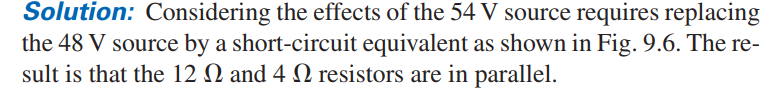 Solution: Considering the effects of the 54 V source requires replacing
the 48 V source by a short-circuit equivalent as shown in Fig. 9.6. The re-
sult is that the 12 Ω and 4 Ω resistors are in parallel.